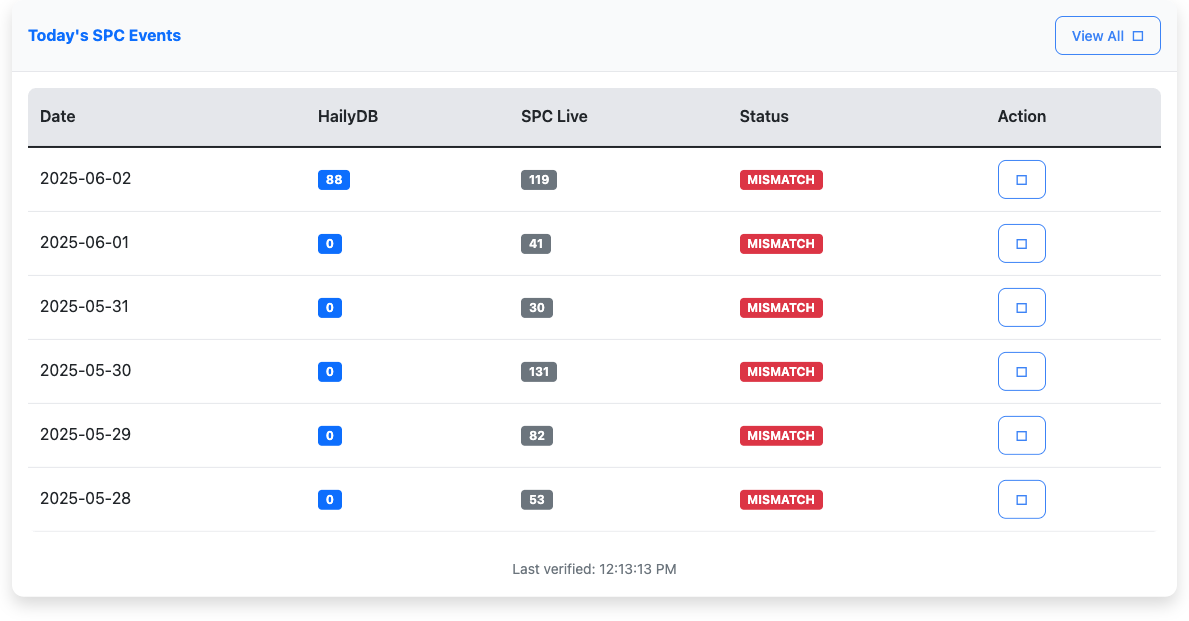 Today's SPC Events
View All
Date HailyDB SPC Live Status Action
2025-06-02 88 119 MISMATCH
2025-06-01 0 41 MISMATCH
2025-05-31 0 30 MISMATCH
2025-05-30 0 131 MISMATCH
2025-05-29 0 82 MISMATCH
2025-05-28 0 53 MISMATCH
Last verified: 12:13:13 PM